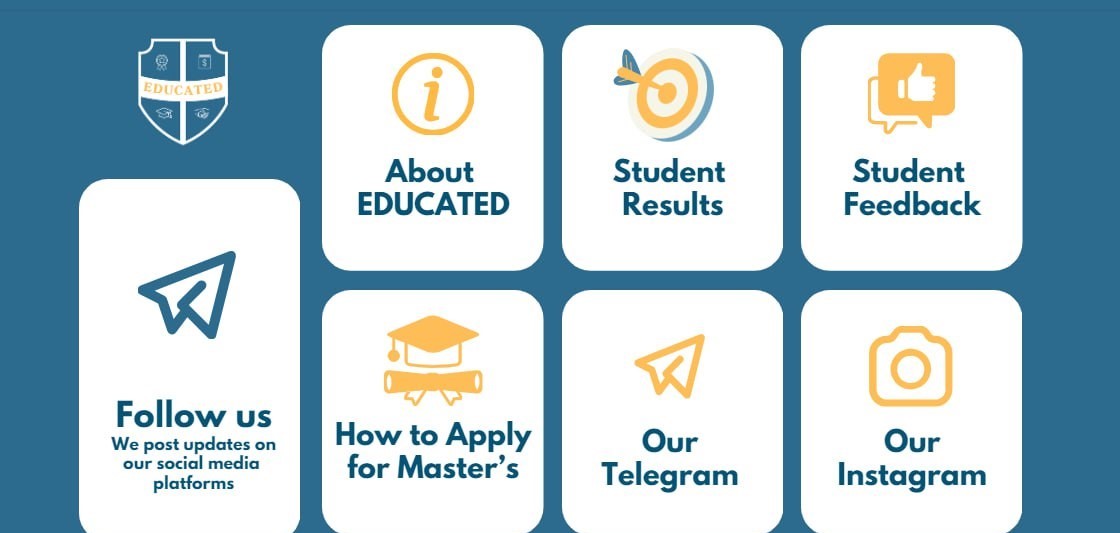 EDUCATED
Follow us
We post updates on
our social media
platforms
About
EDUCATED
Student
Results
Student
Feedback
How to Apply
for Master’s
Our
Telegram
Our
Instagram